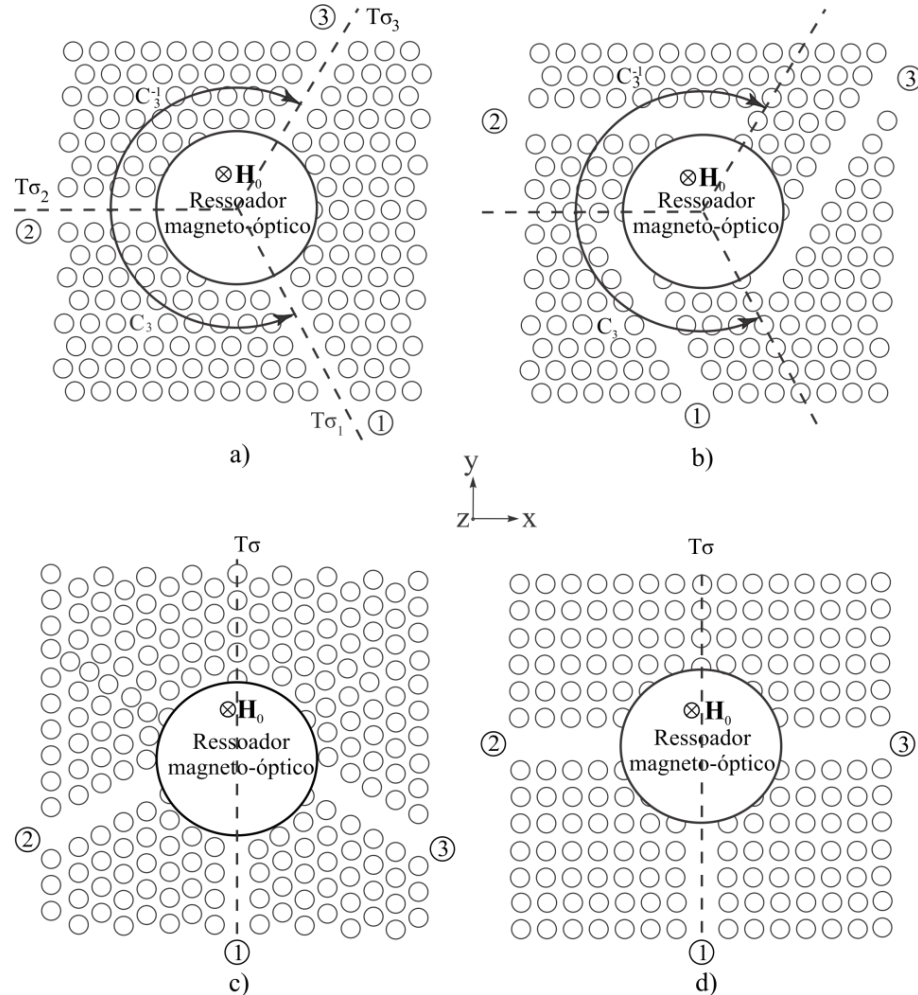 ③ Tσ₃
C₃⁻¹
⊗ H₀
Ressoador
magneto-óptico
Tσ₂
②
C₃
Tσ₁ ①
a)
③
C₃⁻¹
②
⊗ H₀
Ressoador
magneto-óptico
C₃
①
b)
y
z x
Tσ
⊗ H₀
Ressoador
magneto-óptico
②
③
①
c)
Tσ
⊗ H₀
Ressoador
magneto-óptico
② ③
①
d)